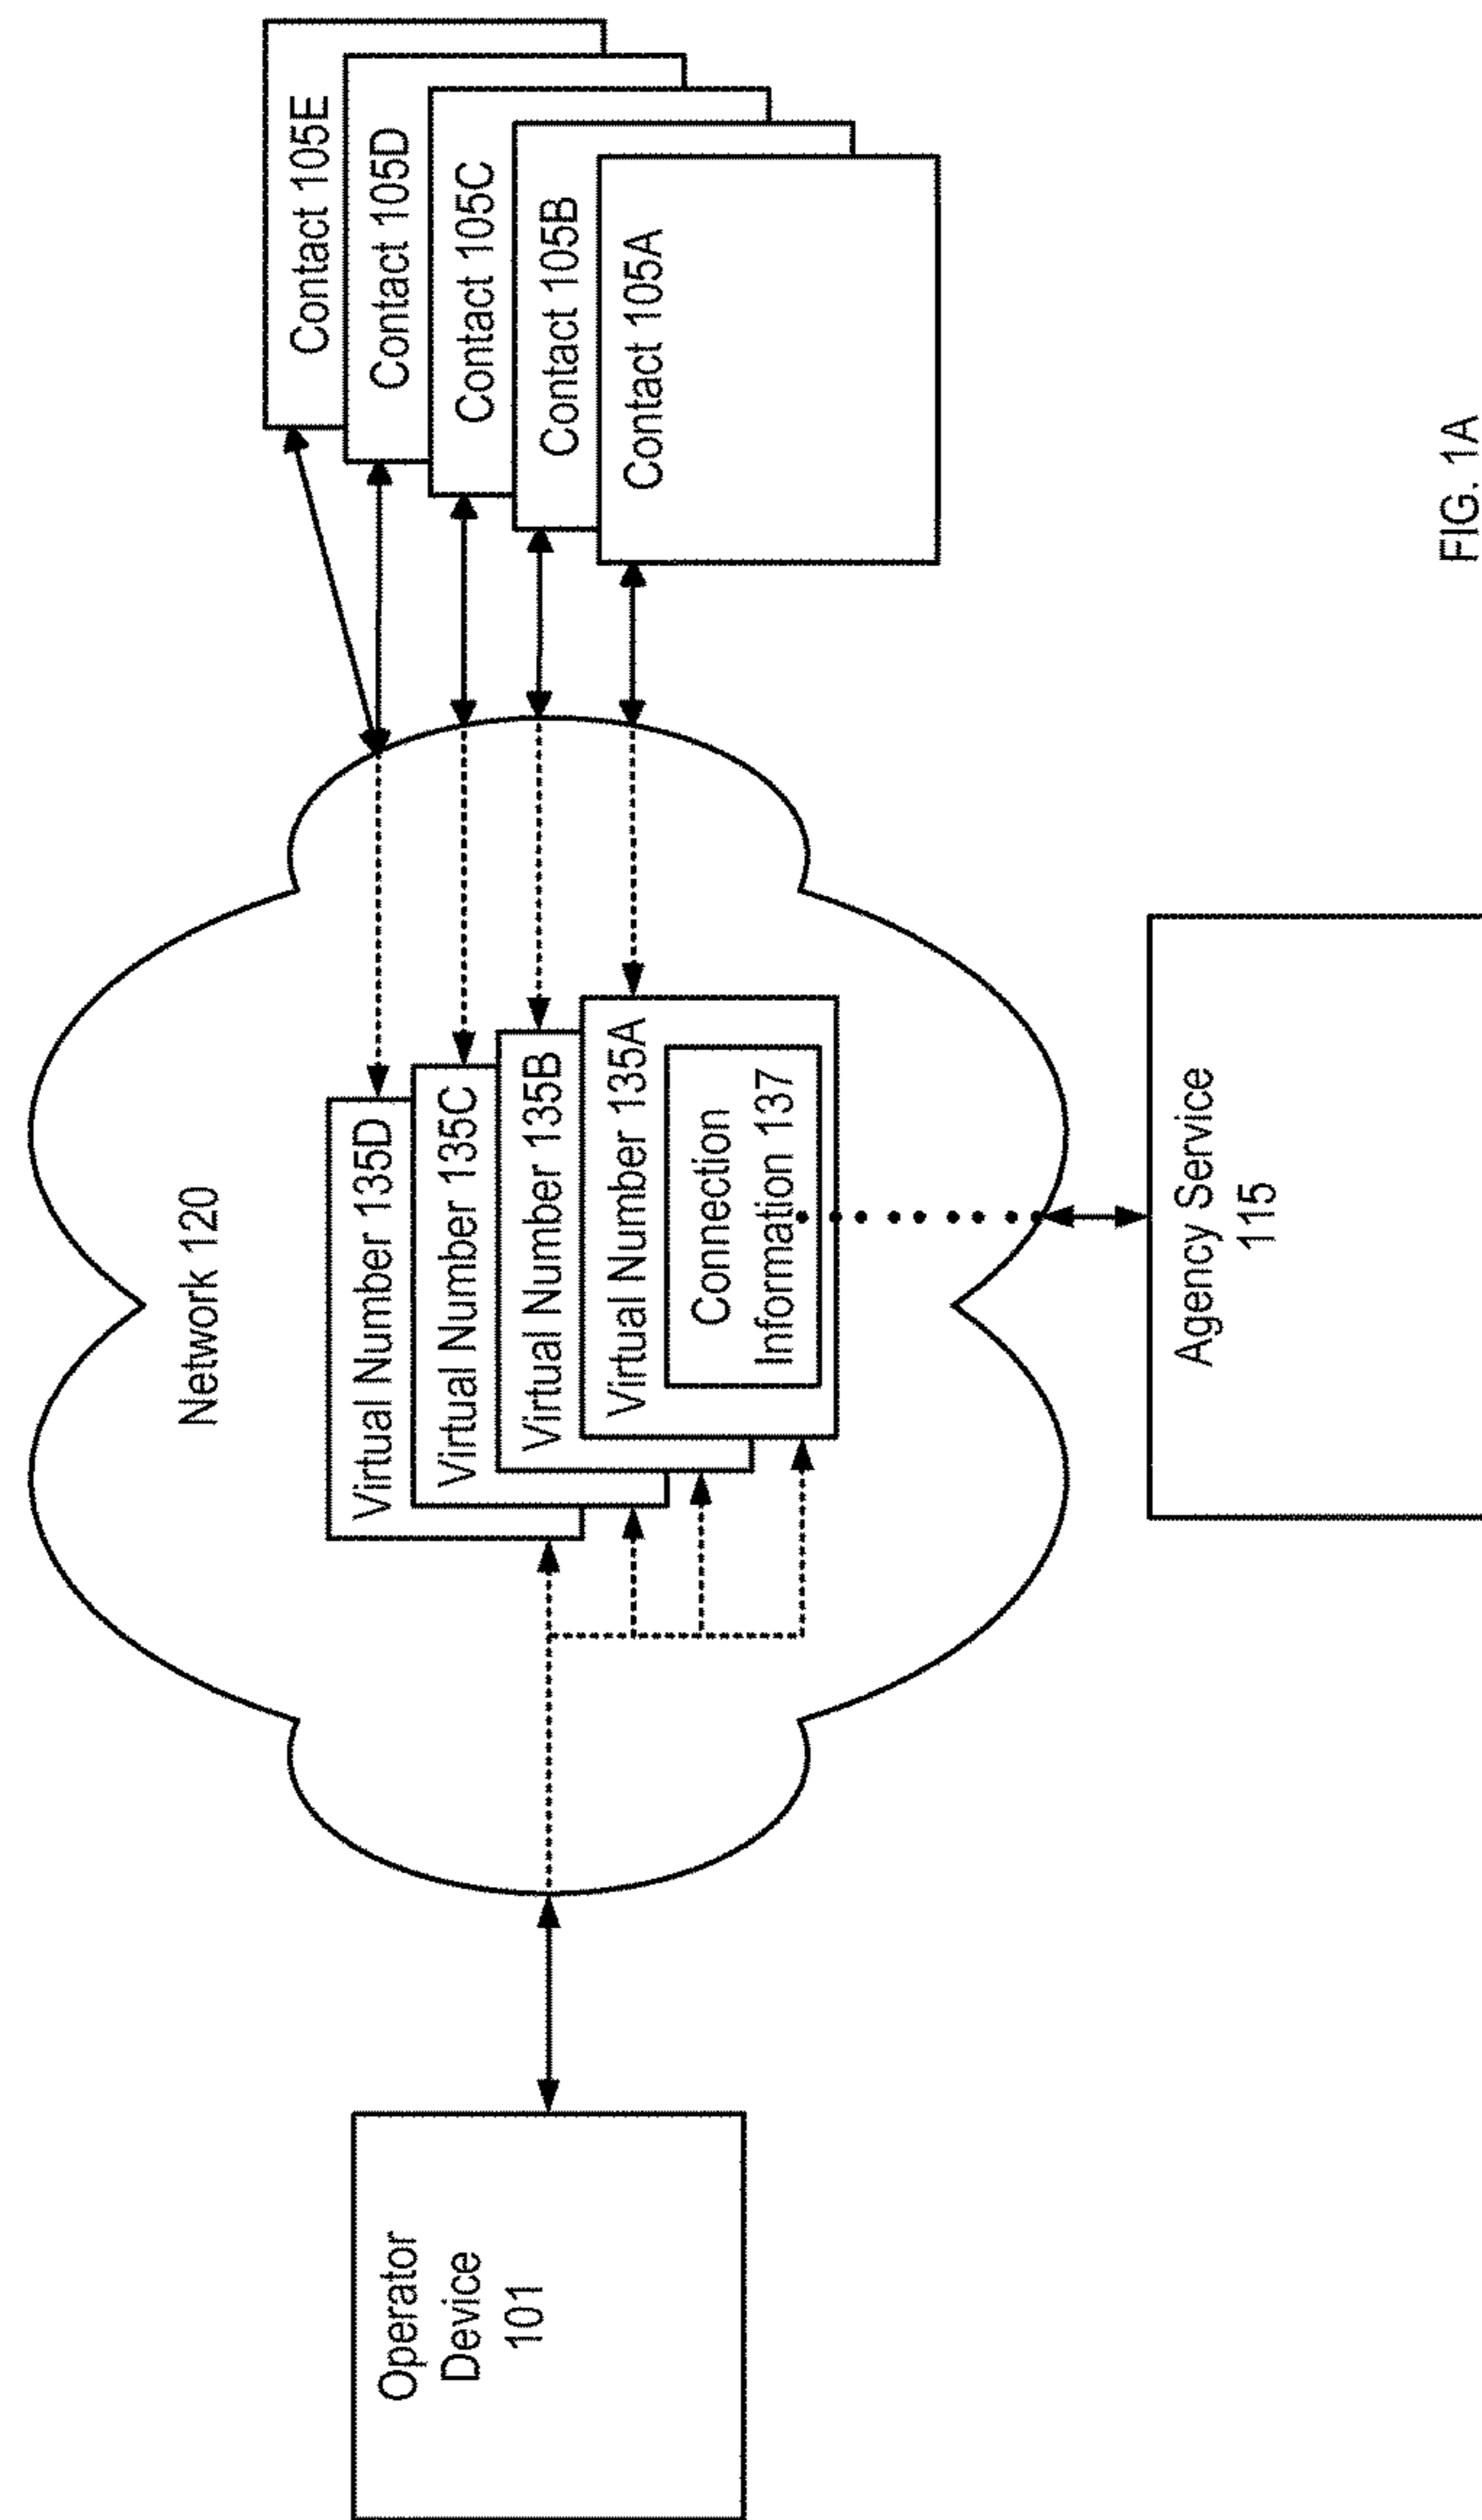 Operator
Device
101
Network 120
Virtual Number 135D
Virtual Number 135C
Virtual Number 135B
Virtual Number 135A
Connection
Information 137
Contact 105E
Contact 105D
Contact 105C
Contact 105B
Contact 105A
Agency Service
115
FIG. 1A